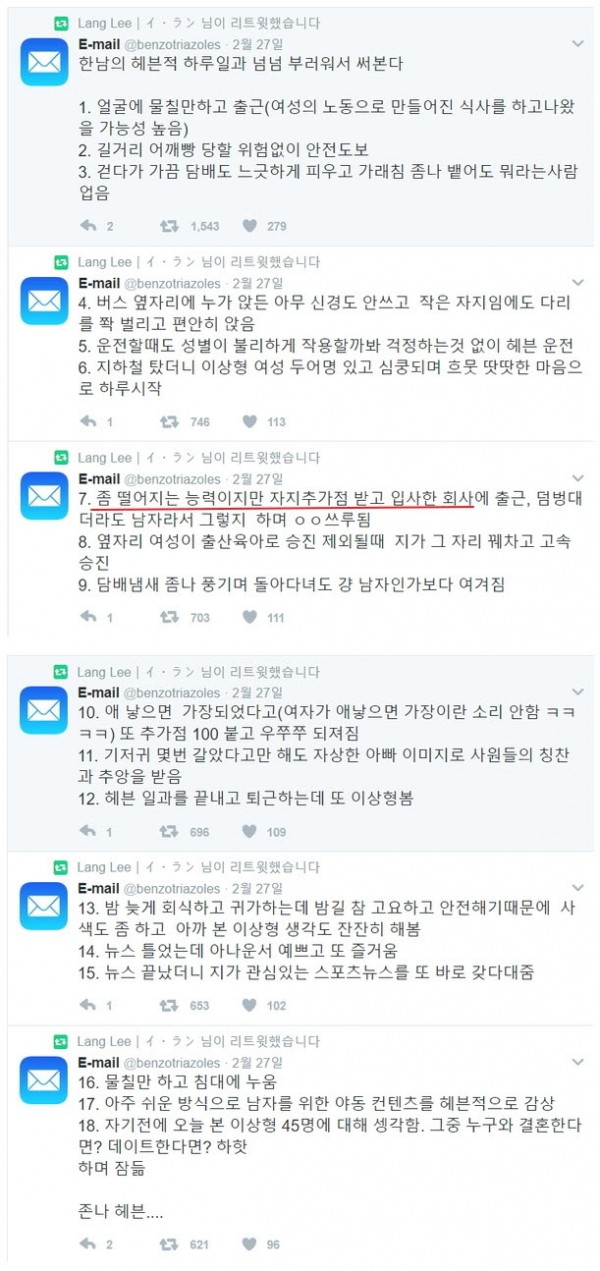 Lang Lee | イ・ラン 님이 리트윗했습니다
E-mail @benzotriazoles · 2월 27일
한남의 헤븐적 하루일과 넘넘 부러워서 써본다
1. 얼굴에 물칠만하고 출근(여성의 노동으로 만들어진 식사를 하고나왔
을 가능성 높음)
2. 길거리 어깨빵 당할 위험없이 안전도보
3. 걷다가 가끔 담배도 느긋하게 피우고 가래침 좀나 뱉어도 뭐라는사람
업음
2 1,543 279
Lang Lee | イ・ラン 님이 리트윗했습니다
E-mail @benzotriazoles · 2월 27일
4. 버스 옆자리에 누가 앉든 아무 신경도 안쓰고 작은 자지임에도 다리
를 쫙 벌리고 편안히 앉음
5. 운전할때도 성별이 불리하게 작용할까봐 걱정하는것 없이 헤븐 운전
6. 지하철 탔더니 이상형 여성 두어명 있고 심쿵되며 흐뭇 땃땃한 마음으
로 하루시작
1 746 113
Lang Lee | イ・ラン 님이 리트윗했습니다
E-mail @benzotriazoles · 2월 27일
7. 좀 떨어지는 능력이지만 자지추가점 받고 입사한 회사에 출근, 덤벙대
더라도 남자라서 그렇지 하며 ㅇㅇ쓰루됨
8. 옆자리 여성이 출산육아로 승진 제외될때 지가 그 자리 꿰차고 고속
승진
9. 담배냄새 좀나 풍기며 돌아다녀도 걍 남자인가보다 여겨짐
1 703 111
Lang Lee | イ・ラン 님이 리트윗했습니다
E-mail @benzotriazoles · 2월 27일
10. 애 낳으면 가장되었다고(여자가 애낳으면 가장이란 소리 안함 ㅋㅋ
ㅋㅋ) 또 추가점 100 붙고 우쭈쭈 되져짐
11. 기저귀 몇번 갈았다고만 해도 자상한 아빠 이미지로 사원들의 칭찬
과 추앙을 받음
12. 헤븐 일과를 끝내고 퇴근하는데 또 이상형봄
1 696 109
Lang Lee | イ・ラン 님이 리트윗했습니다
E-mail @benzotriazoles · 2월 27일
13. 밤 늦게 회식하고 귀가하는데 밤길 참 고요하고 안전해기때문에 사
색도 좀 하고 아까 본 이상형 생각도 잔잔히 해봄
14. 뉴스 틀었는데 아나운서 예쁘고 또 즐거움
15. 뉴스 끝났더니 지가 관심있는 스포츠뉴스를 또 바로 갖다대줌
1 653 102
Lang Lee | イ・ラン 님이 리트윗했습니다
E-mail @benzotriazoles · 2월 27일
16. 물칠만 하고 침대에 누움
17. 아주 쉬운 방식으로 남자를 위한 야동 컨텐츠를 헤븐적으로 감상
18. 자기전에 오늘 본 이상형 45명에 대해 셍각함. 그중 누구와 결혼한다
면? 데이트한다면? 하핫
하며 잠듦
존나 헤븐....
2 621 96